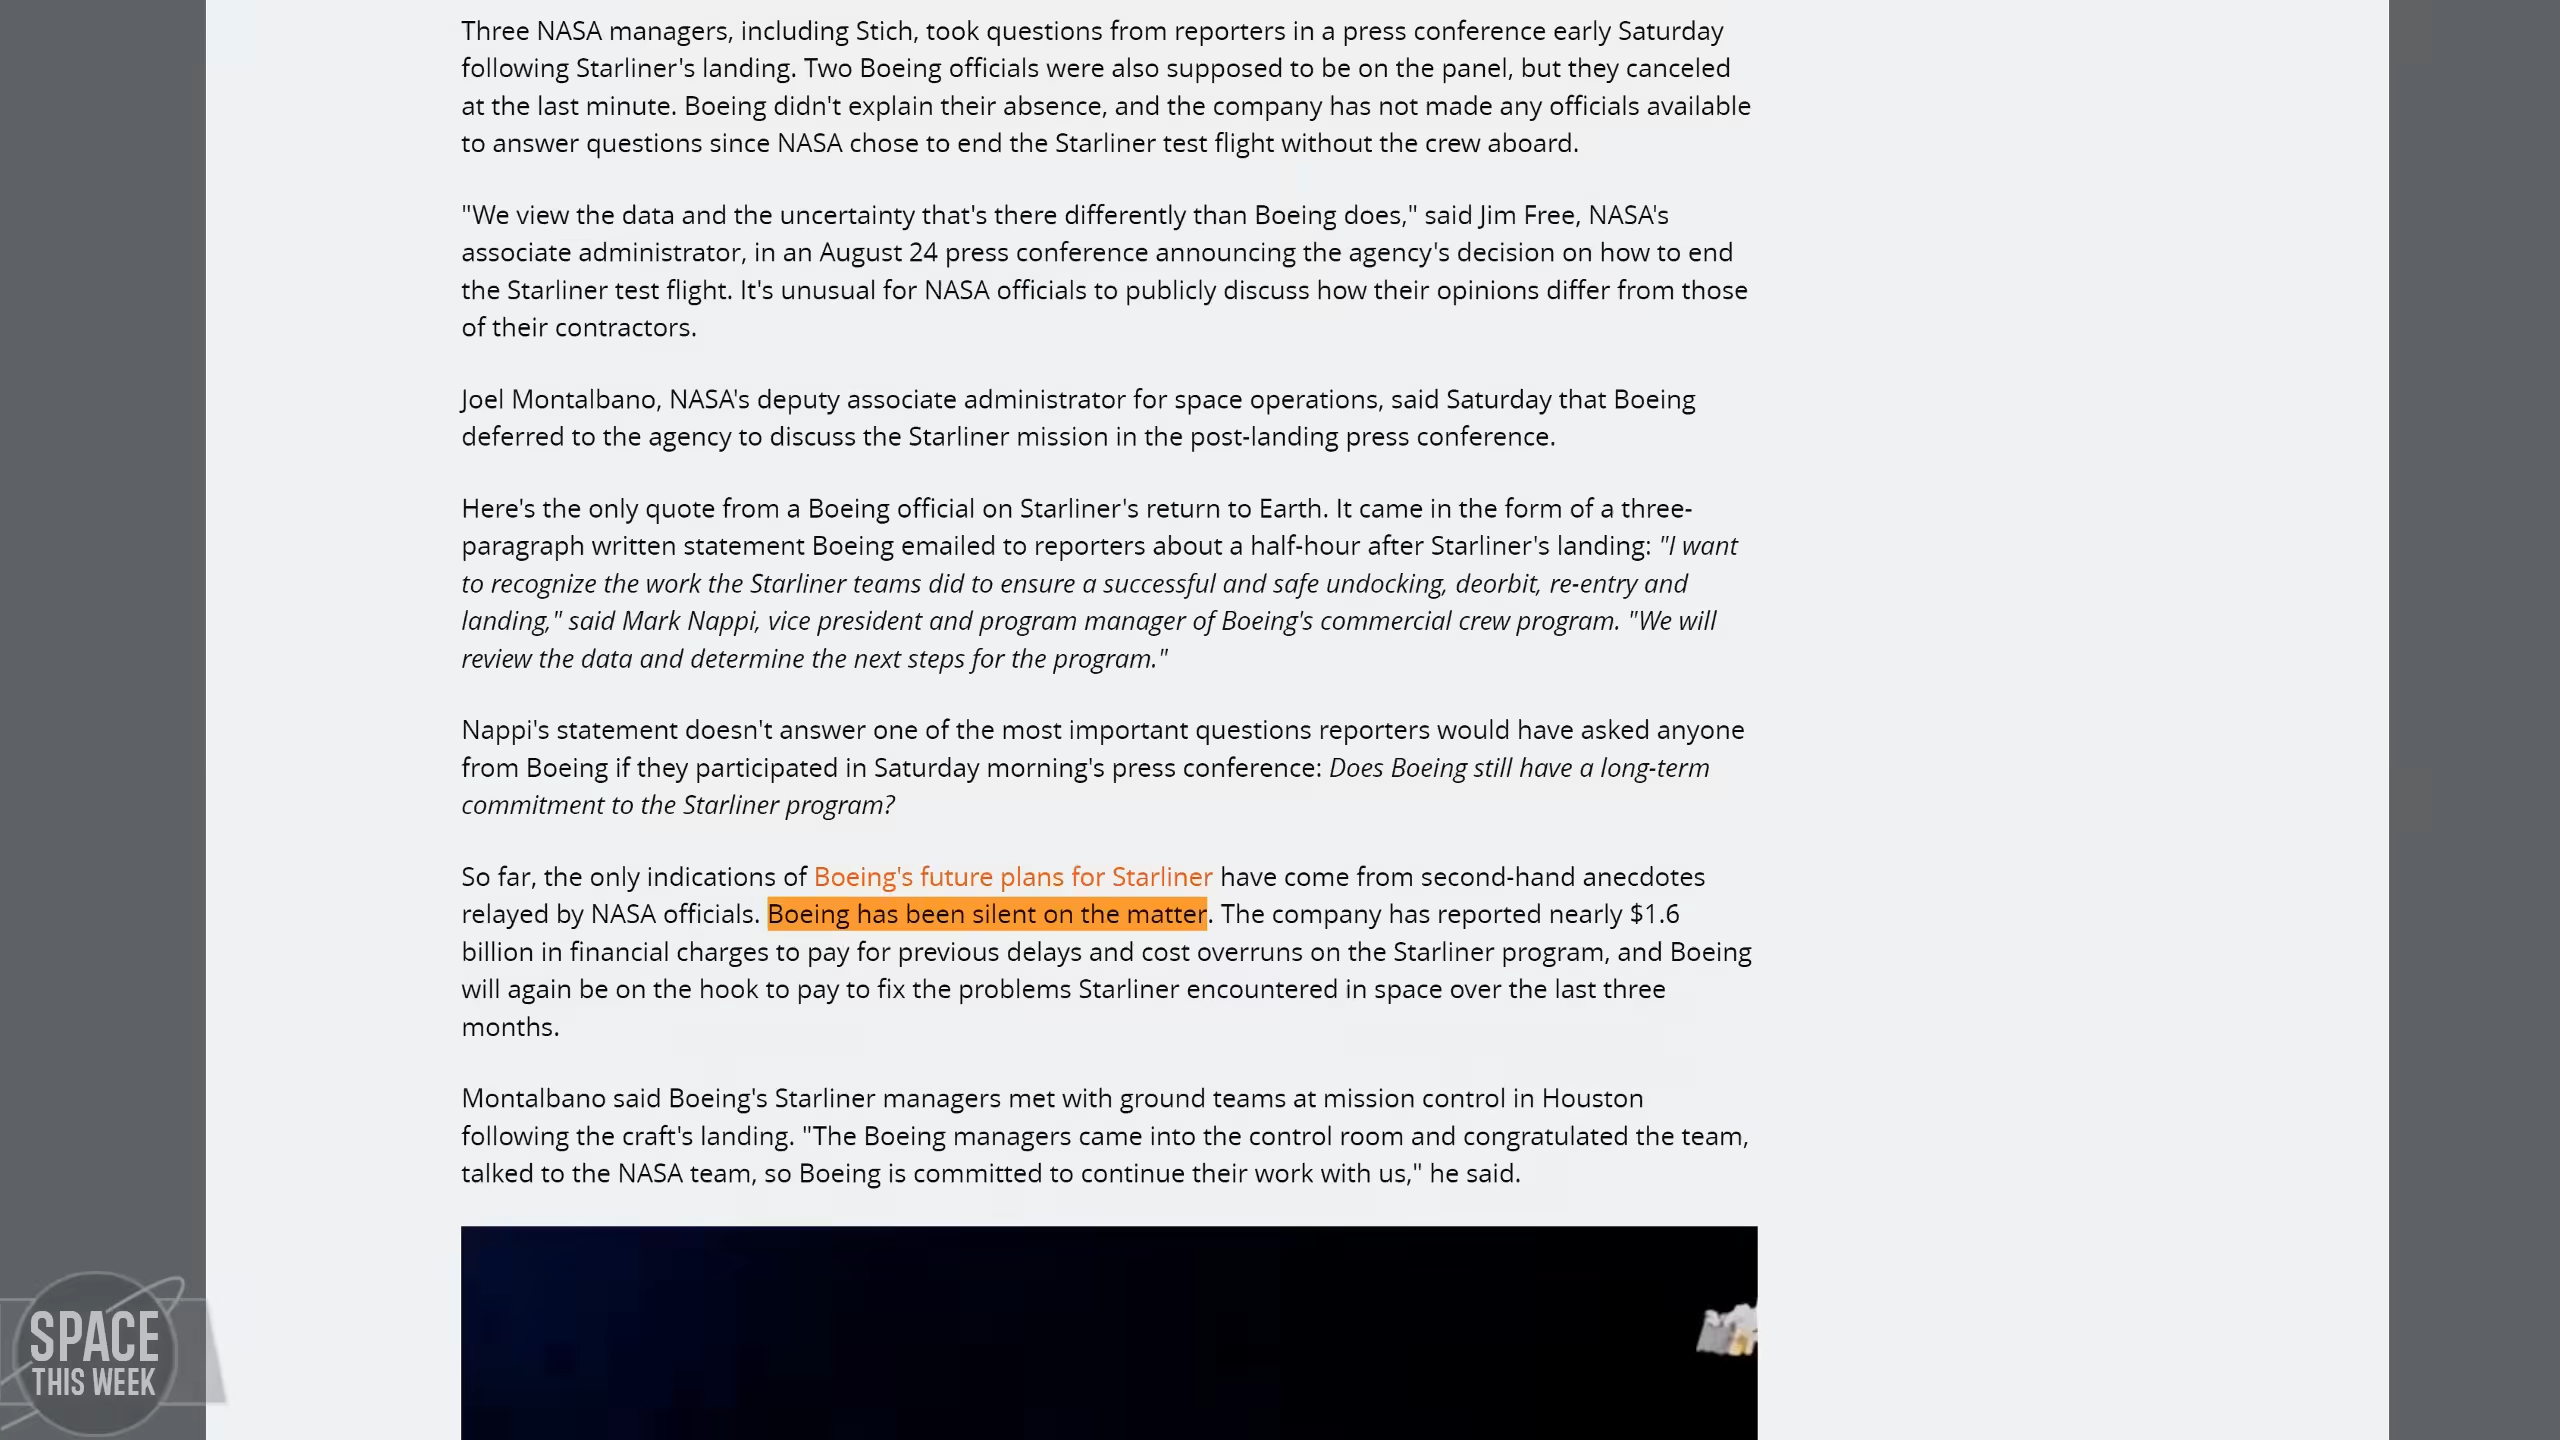 Three NASA managers, including Stich, took questions from reporters in a press conference early Saturday
following Starliner's landing. Two Boeing officials were also supposed to be on the panel, but they canceled
at the last minute. Boeing didn't explain their absence, and the company has not made any officials available
to answer questions since NASA chose to end the Starliner test flight without the crew aboard.
"We view the data and the uncertainty that's there differently than Boeing does," said Jim Free, NASA's
associate administrator, in an August 24 press conference announcing the agency's decision on how to end
the Starliner test flight. It's unusual for NASA officials to publicly discuss how their opinions differ from those
of their contractors.
Joel Montalbano, NASA's deputy associate administrator for space operations, said Saturday that Boeing
deferred to the agency to discuss the Starliner mission in the post-landing press conference.
Here's the only quote from a Boeing official on Starliner's return to Earth. It came in the form of a three-
paragraph written statement Boeing emailed to reporters about a half-hour after Starliner's landing: "I want
to recognize the work the Starliner teams did to ensure a successful and safe undocking, deorbit, re-entry and
landing," said Mark Nappi, vice president and program manager of Boeing's commercial crew program. "We will
review the data and determine the next steps for the program."
Nappi's statement doesn't answer one of the most important questions reporters would have asked anyone
from Boeing if they participated in Saturday morning's press conference: Does Boeing still have a long-term
commitment to the Starliner program?
So far, the only indications of Boeing's future plans for Starliner have come from second-hand anecdotes
relayed by NASA officials. Boeing has been silent on the matter. The company has reported nearly $1.6
billion in financial charges to pay for previous delays and cost overruns on the Starliner program, and Boeing
will again be on the hook to pay to fix the problems Starliner encountered in space over the last three
months.
Montalbano said Boeing's Starliner managers met with ground teams at mission control in Houston
following the craft's landing. "The Boeing managers came into the control room and congratulated the team,
talked to the NASA team, so Boeing is committed to continue their work with us," he said.
SPACE
THIS WEEK